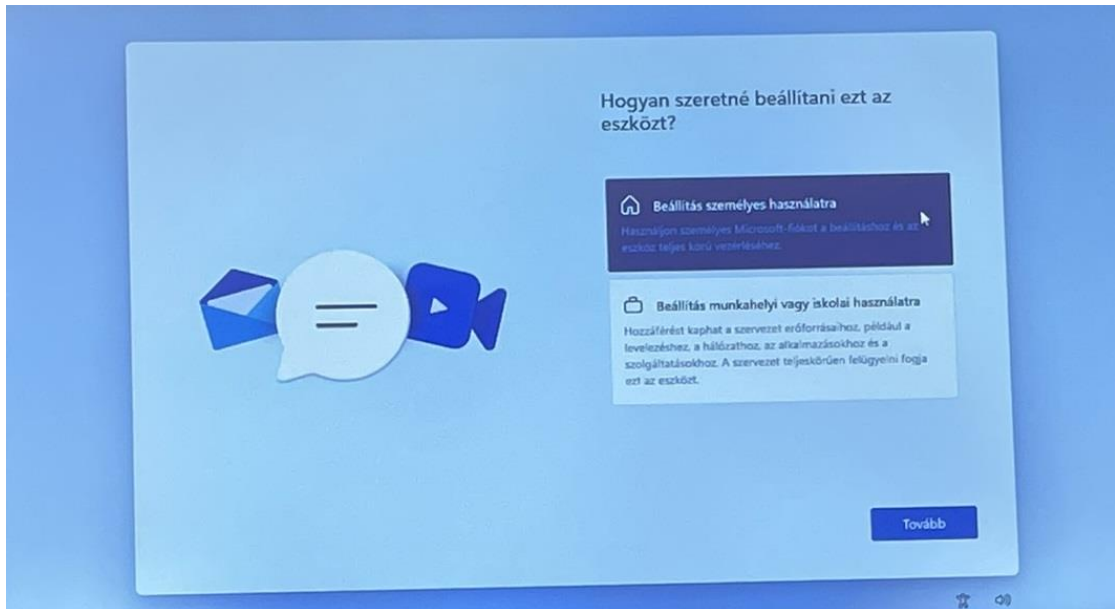 Hogyan szeretné beállítani ezt az
eszközt?
Beállítás személyes használatra
Használjon személyes Microsoft-fiókot a beállításhoz és az
eszköz teljes körű vezérléséhez.
Beállítás munkahelyi vagy iskolai használatra
Hozzáférést kaphat a szervezet erőforrásaihoz, például a
levelezéshez, a hálózathoz, az alkalmazásokhoz és a
szolgáltatásokhoz. A szervezet teljeskörűen felügyelni fogja
ezt az eszközt.
Tovább